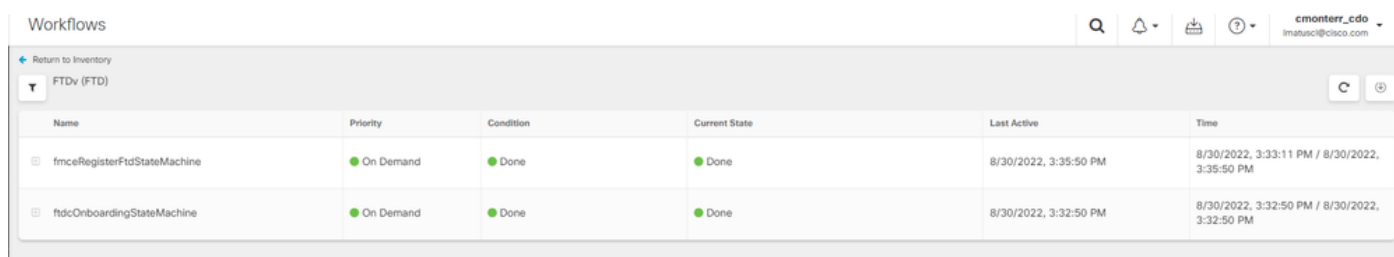 Workflows
cmonterr_cdo
lmatuscl@cisco.com
Return to Inventory
FTDv (FTD)
Name Priority Condition Current State Last Active Time
fmceRegisterFtdStateMachine On Demand Done Done 8/30/2022, 3:35:50 PM 8/30/2022, 3:33:11 PM / 8/30/2022,
3:35:50 PM
ftdcOnboardingStateMachine On Demand Done Done 8/30/2022, 3:32:50 PM 8/30/2022, 3:32:50 PM / 8/30/2022,
3:32:50 PM